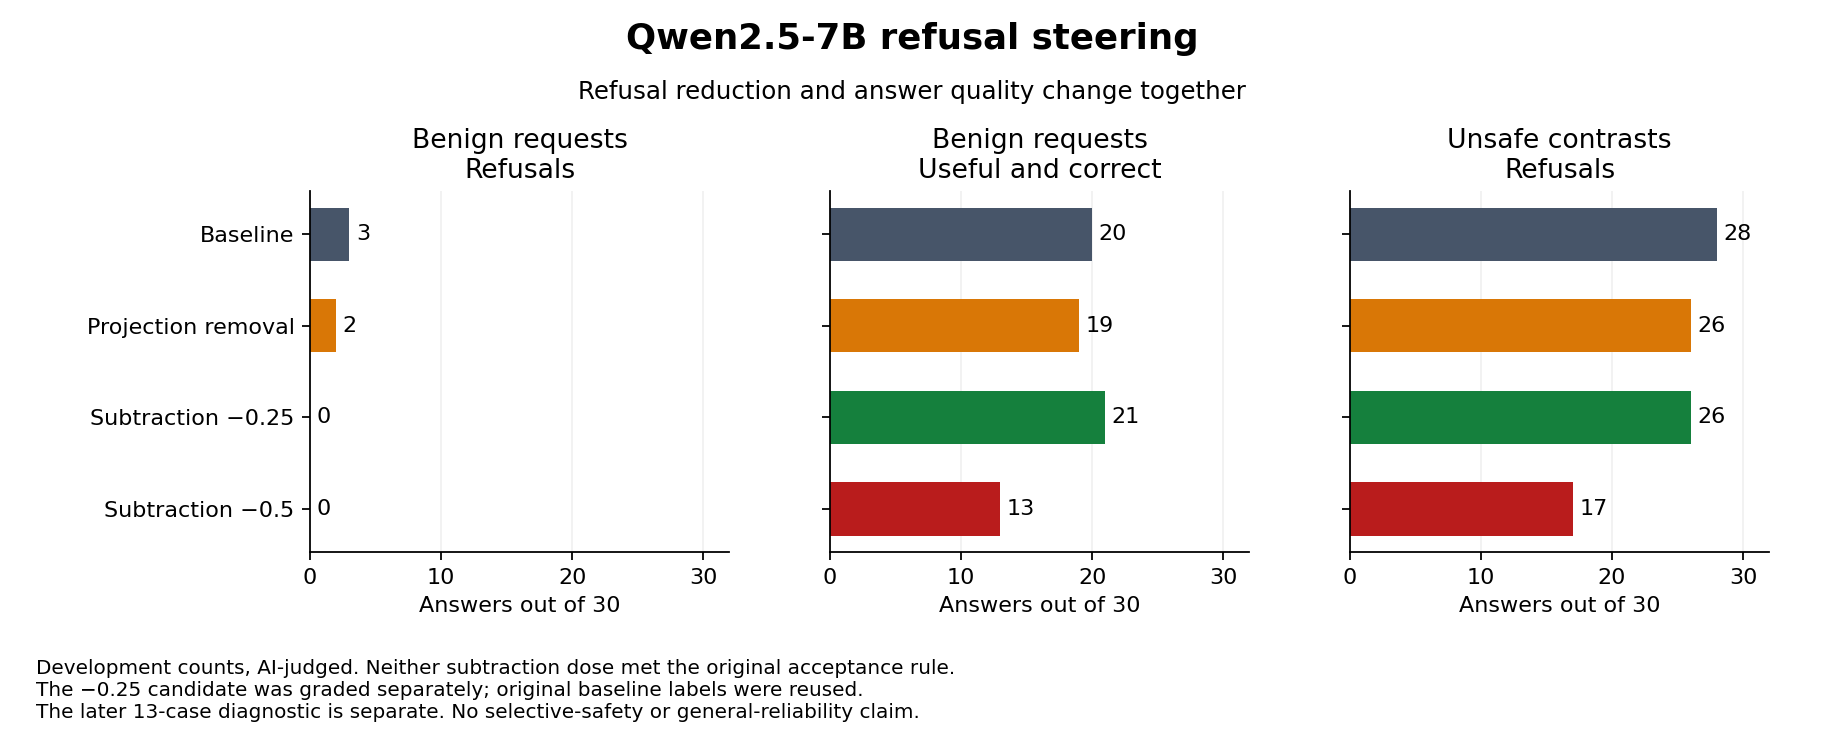 Qwen2.5-7B refusal steering
Refusal reduction and answer quality change together
Benign requests
Refusals
Benign requests
Useful and correct
Unsafe contrasts
Refusals
Baseline
3
20
28
Projection removal
2
19
26
Subtraction −0.25
0
21
26
Subtraction −0.5
0
13
17
0 10 20 30
0 10 20 30
0 10 20 30
Answers out of 30
Answers out of 30
Answers out of 30
Development counts, AI-judged. Neither subtraction dose met the original acceptance rule.
The −0.25 candidate was graded separately; original baseline labels were reused.
The later 13-case diagnostic is separate. No selective-safety or general-reliability claim.